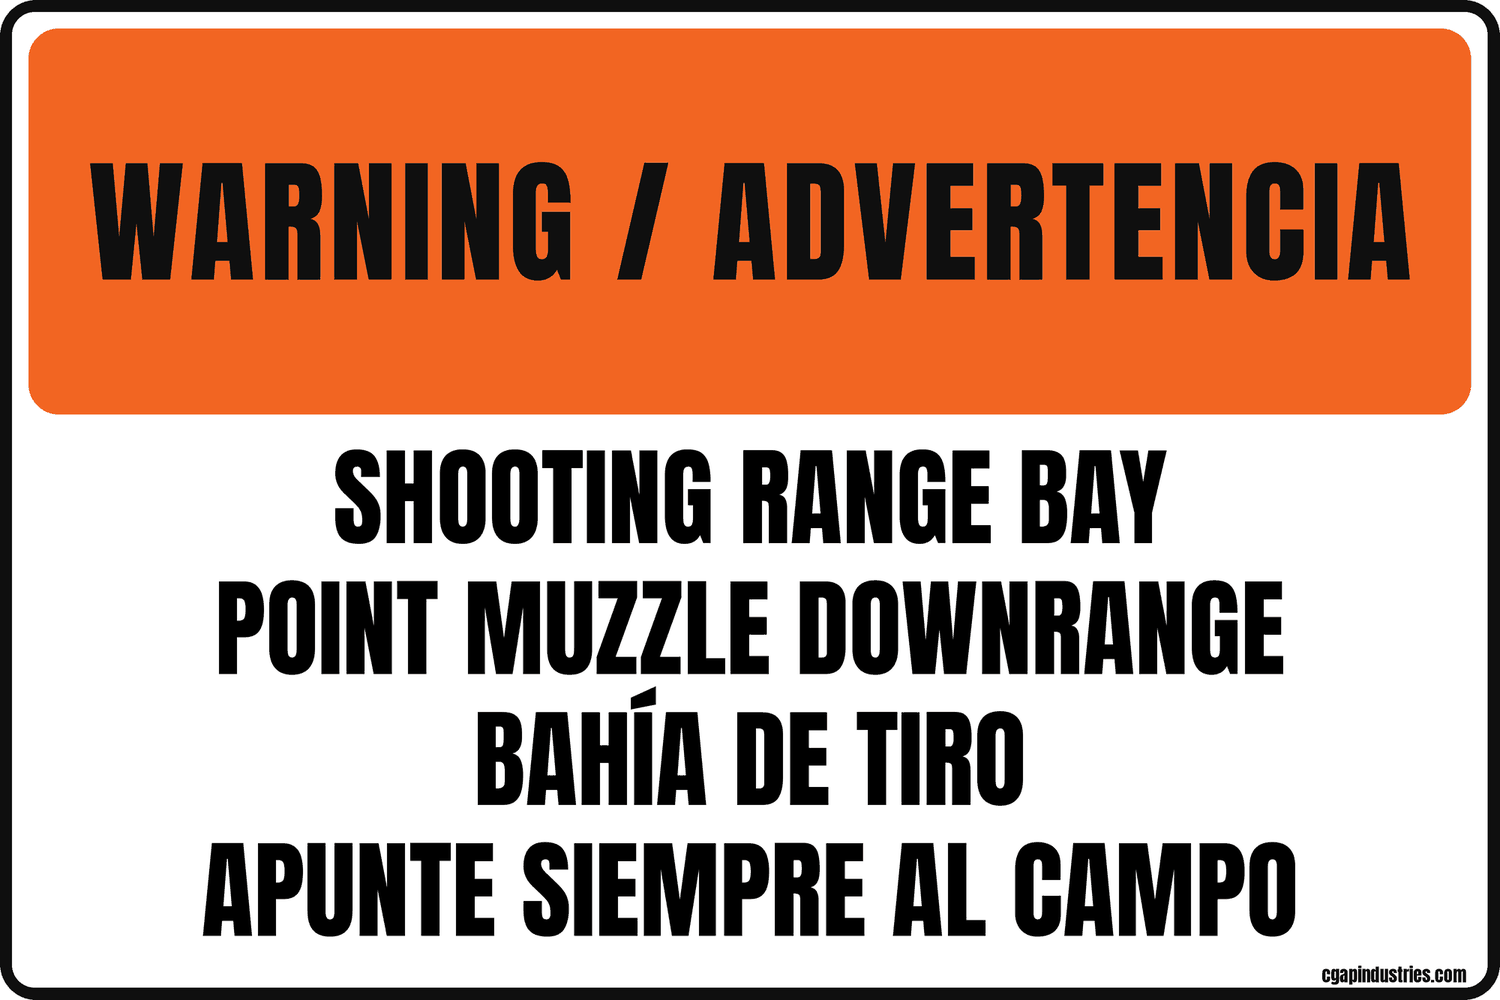 WARNING / ADVERTENCIA
SHOOTING RANGE BAY
POINT MUZZLE DOWNRANGE
BAHÍA DE TIRO
APUNTE SIEMPRE AL CAMPO
cgapindustries.com